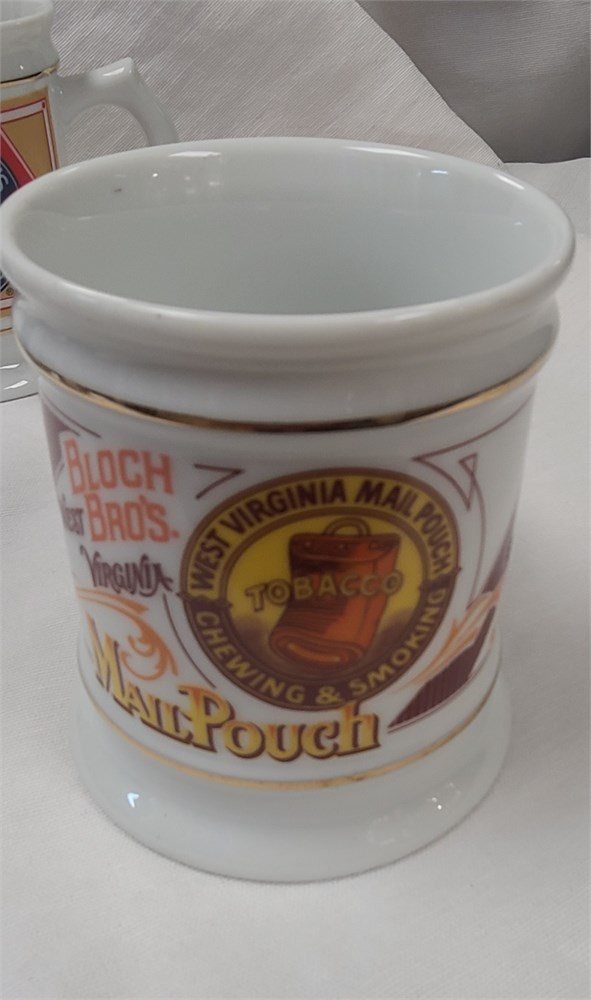 BLOCH
BRO'S.
VIRGINIA
MAIL POUCH
WEST VIRGINIA MAIL POUCH
TOBACCO
CHEWING & SMOKING